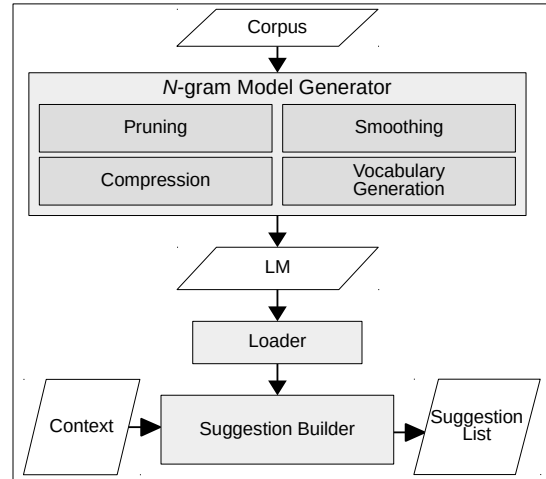 Corpus
N-gram Model Generator
Pruning
Smoothing
Compression
Vocabulary
Generation
LM
Loader
Context
Suggestion Builder
Suggestion
List